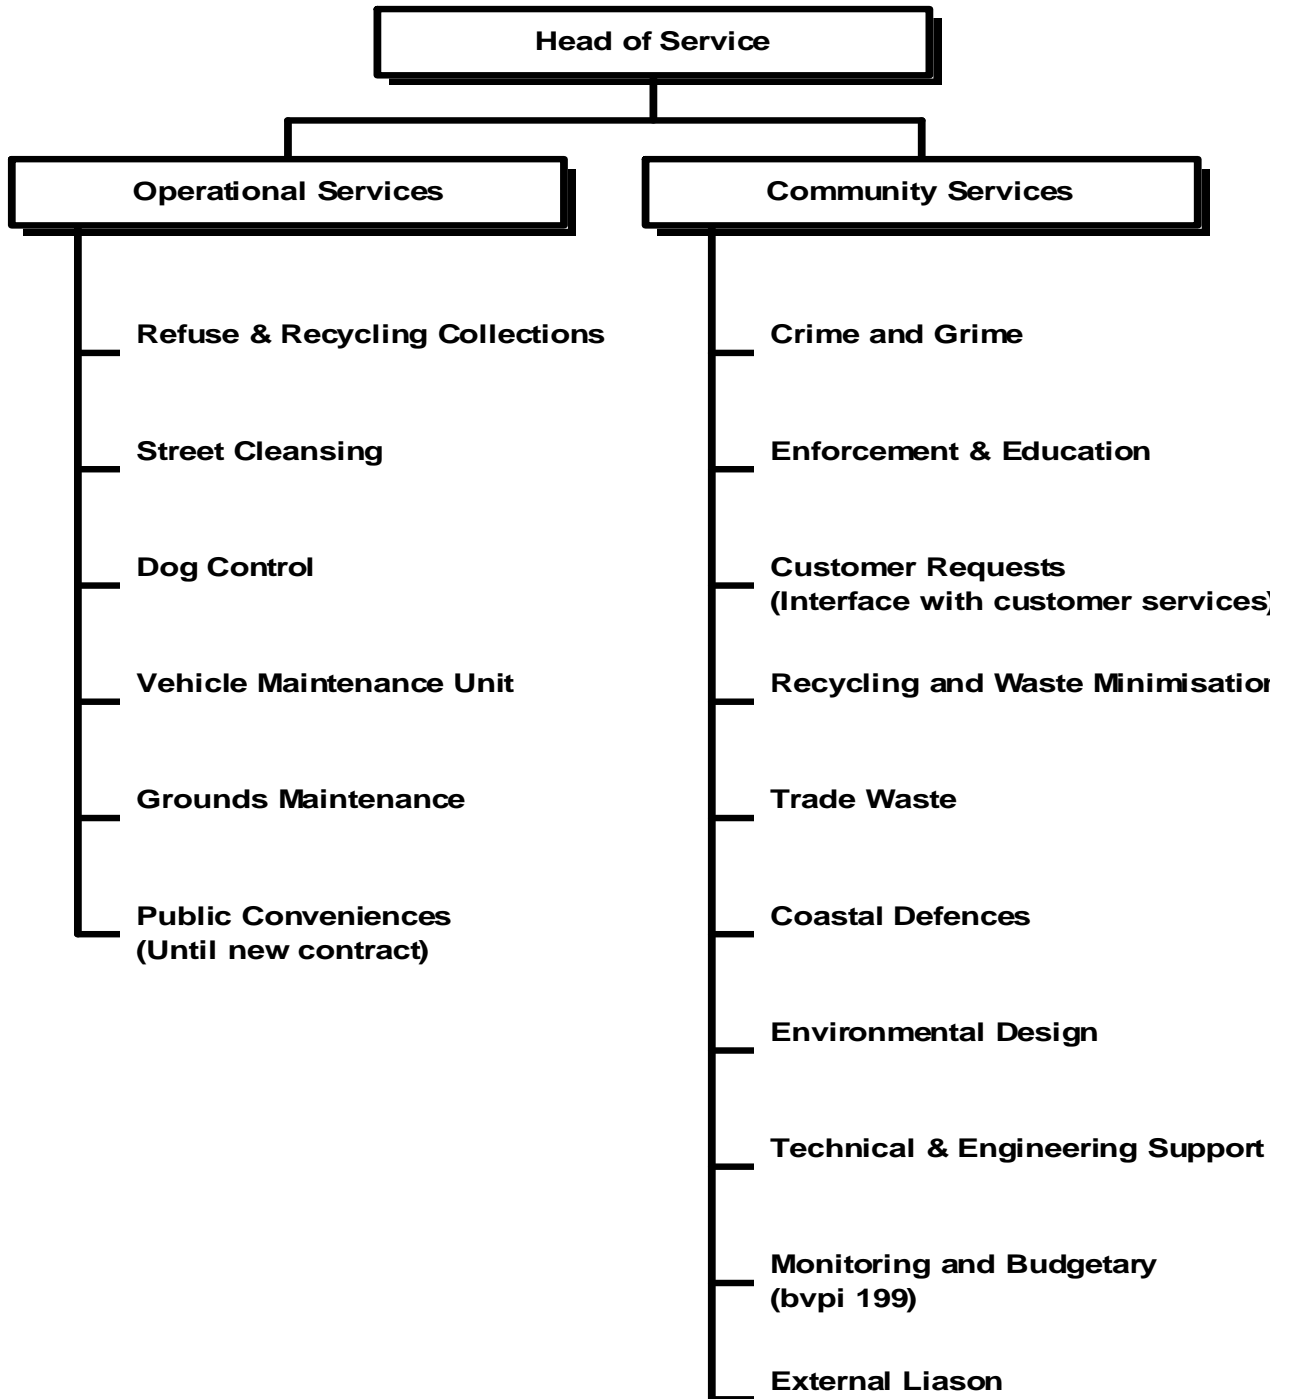 Head of Service
Operational Services
Community Services
Refuse & Recycling Collections
Street Cleansing
Dog Control
Vehicle Maintenance Unit
Grounds Maintenance
Public Conveniences
(Until new contract)
Crime and Grime
Enforcement & Education
Customer Requests
(Interface with customer services)
Recycling and Waste Minimisation
Trade Waste
Coastal Defences
Environmental Design
Technical & Engineering Support
Monitoring and Budgetary
(bvpi 199)
External Liason